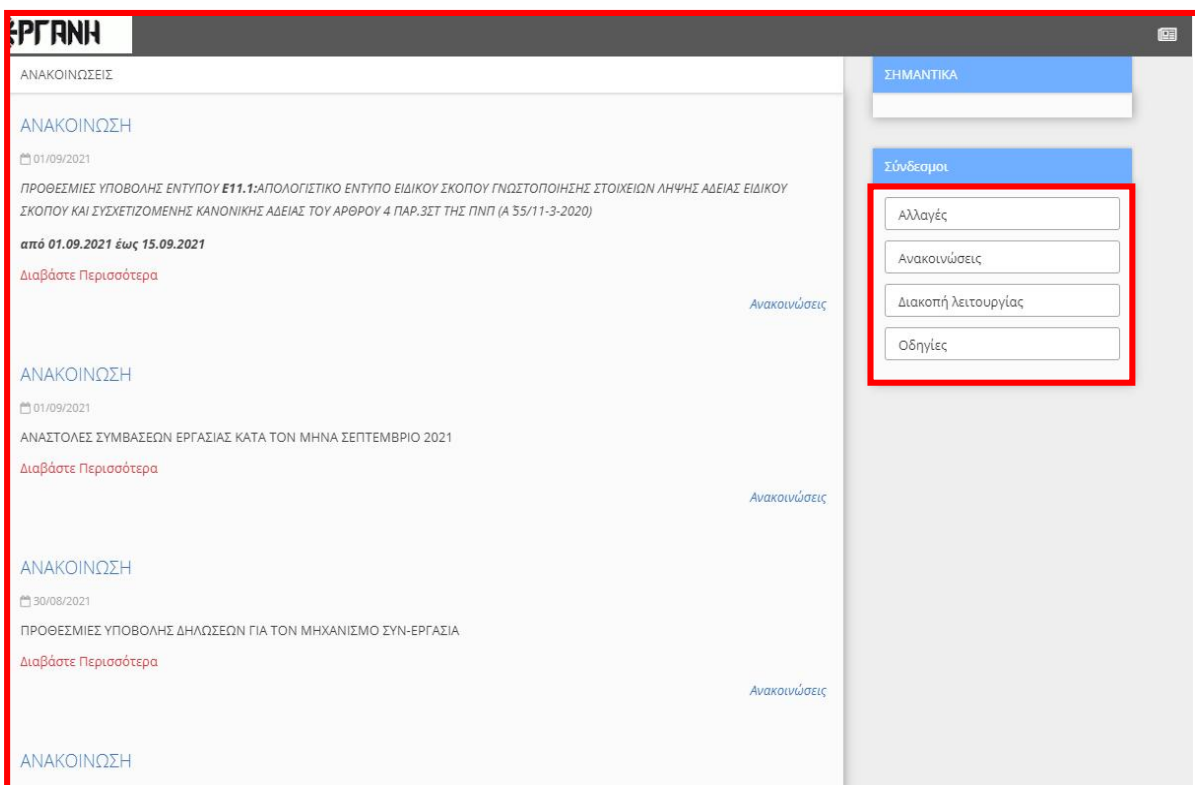 ΕΡΓΑΝΗ
ΑΝΑΚΟΙΝΩΣΕΙΣ
ΑΝΑΚΟΙΝΩΣΗ
01/09/2021
ΠΡΟΘΕΣΜΙΕΣ ΥΠΟΒΟΛΗΣ ΕΝΤΥΠΟΥ Ε11.1:ΑΠΟΛΟΓΙΣΤΙΚΟ ΕΝΤΥΠΟ ΕΙΔΙΚΟΥ ΣΚΟΠΟΥ ΓΝΩΣΤΟΠΟΙΗΣΗΣ ΣΤΟΙΧΕΙΩΝ ΛΗΨΗΣ ΑΔΕΙΑΣ ΕΙΔΙΚΟΥ
ΣΚΟΠΟΥ ΚΑΙ ΣΥΣΧΕΤΙΖΟΜΕΝΗΣ ΚΑΝΟΝΙΚΗΣ ΑΔΕΙΑΣ ΤΟΥ ΑΡΘΡΟΥ 4 ΠΑΡ.3ΣΤ ΤΗΣ ΠΝΠ (Α΄55/11-3-2020)
από 01.09.2021 έως 15.09.2021
Διαβάστε Περισσότερα
Ανακοινώσεις
ΑΝΑΚΟΙΝΩΣΗ
01/09/2021
ΑΝΑΣΤΟΛΕΣ ΣΥΜΒΑΣΕΩΝ ΕΡΓΑΣΙΑΣ ΚΑΤΑ ΤΟΝ ΜΗΝΑ ΣΕΠΤΕΜΒΡΙΟ 2021
Διαβάστε Περισσότερα
Ανακοινώσεις
ΑΝΑΚΟΙΝΩΣΗ
30/08/2021
ΠΡΟΘΕΣΜΙΕΣ ΥΠΟΒΟΛΗΣ ΔΗΛΩΣΕΩΝ ΓΙΑ ΤΟΝ ΜΗΧΑΝΙΣΜΟ ΣΥΝ-ΕΡΓΑΣΙΑ
Διαβάστε Περισσότερα
Ανακοινώσεις
ΑΝΑΚΟΙΝΩΣΗ
ΣΗΜΑΝΤΙΚΑ
Σύνδεσμοι
Αλλαγές
Ανακοινώσεις
Διακοπή λειτουργίας
Οδηγίες